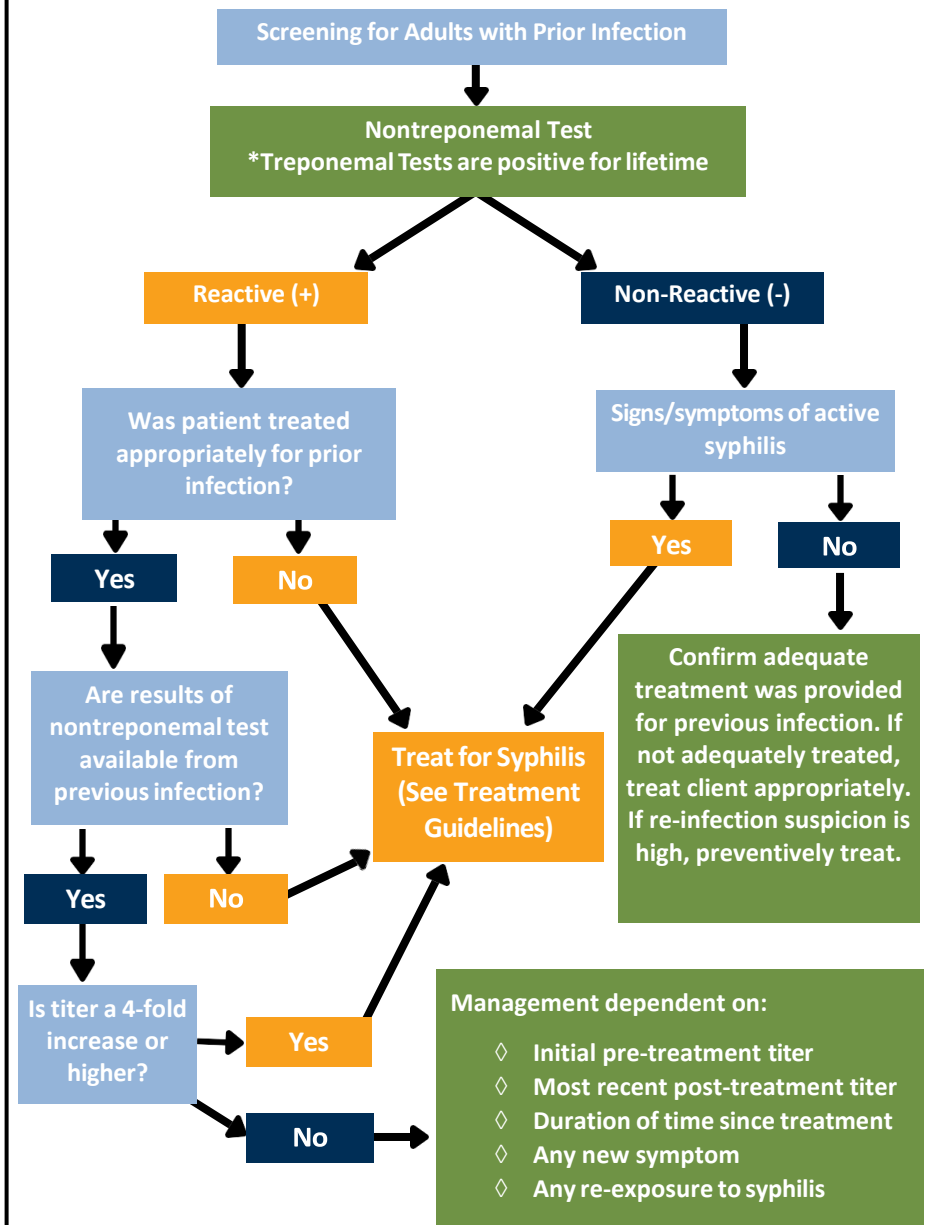 Screening for Adults with Prior Infection
Nontreponemal Test
*Treponemal Tests are positive for lifetime
Reactive (+)
Non-Reactive (-)
Was patient treated
appropriately for prior
infection?
Signs/symptoms of active
syphilis
Yes
No
Yes
No
Are results of
nontreponemal test
available from
previous infection?
Treat for Syphilis
(See Treatment
Guidelines)
Confirm adequate
treatment was provided
for previous infection. If
not adequately treated,
treat client appropriately.
If re-infection suspicion is
high, preventively treat.
Yes
No
Is titer a 4-fold
increase or
higher?
Yes
No
Management dependent on:
◊ Initial pre-treatment titer
◊ Most recent post-treatment titer
◊ Duration of time since treatment
◊ Any new symptom
◊ Any re-exposure to syphilis